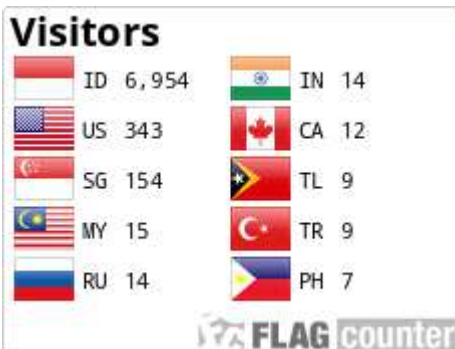 Visitors
ID 6,954
US 343
SG 154
MY 15
RU 14
IN 14
CA 12
TL 9
TR 9
PH 7
FLAG counter